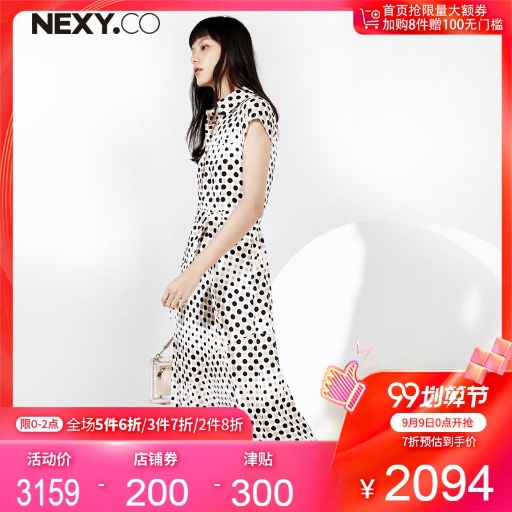 NEXY.CO
首页抢限量大额券
加购8件赠100无门槛
99划算节
9月9日0点开抢
限0-2点 全场5件6折/3件7折/2件8折
7折预估到手价
活动价 店铺券 津贴
3159 - 200 - 300
¥ 2094